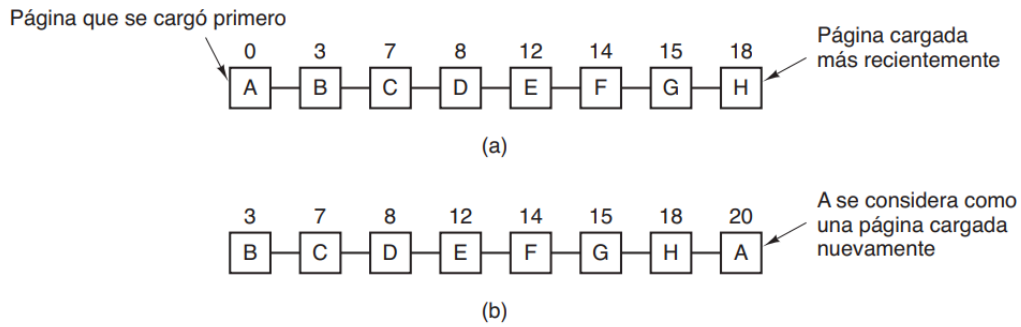 Página que se cargó primero
0 3 7 8 12 14 15 18
A B C D E F G H
Página cargada
más recientemente
(a)
3 7 8 12 14 15 18 20
B C D E F G H A
A se considera como
una página cargada
nuevamente
(b)